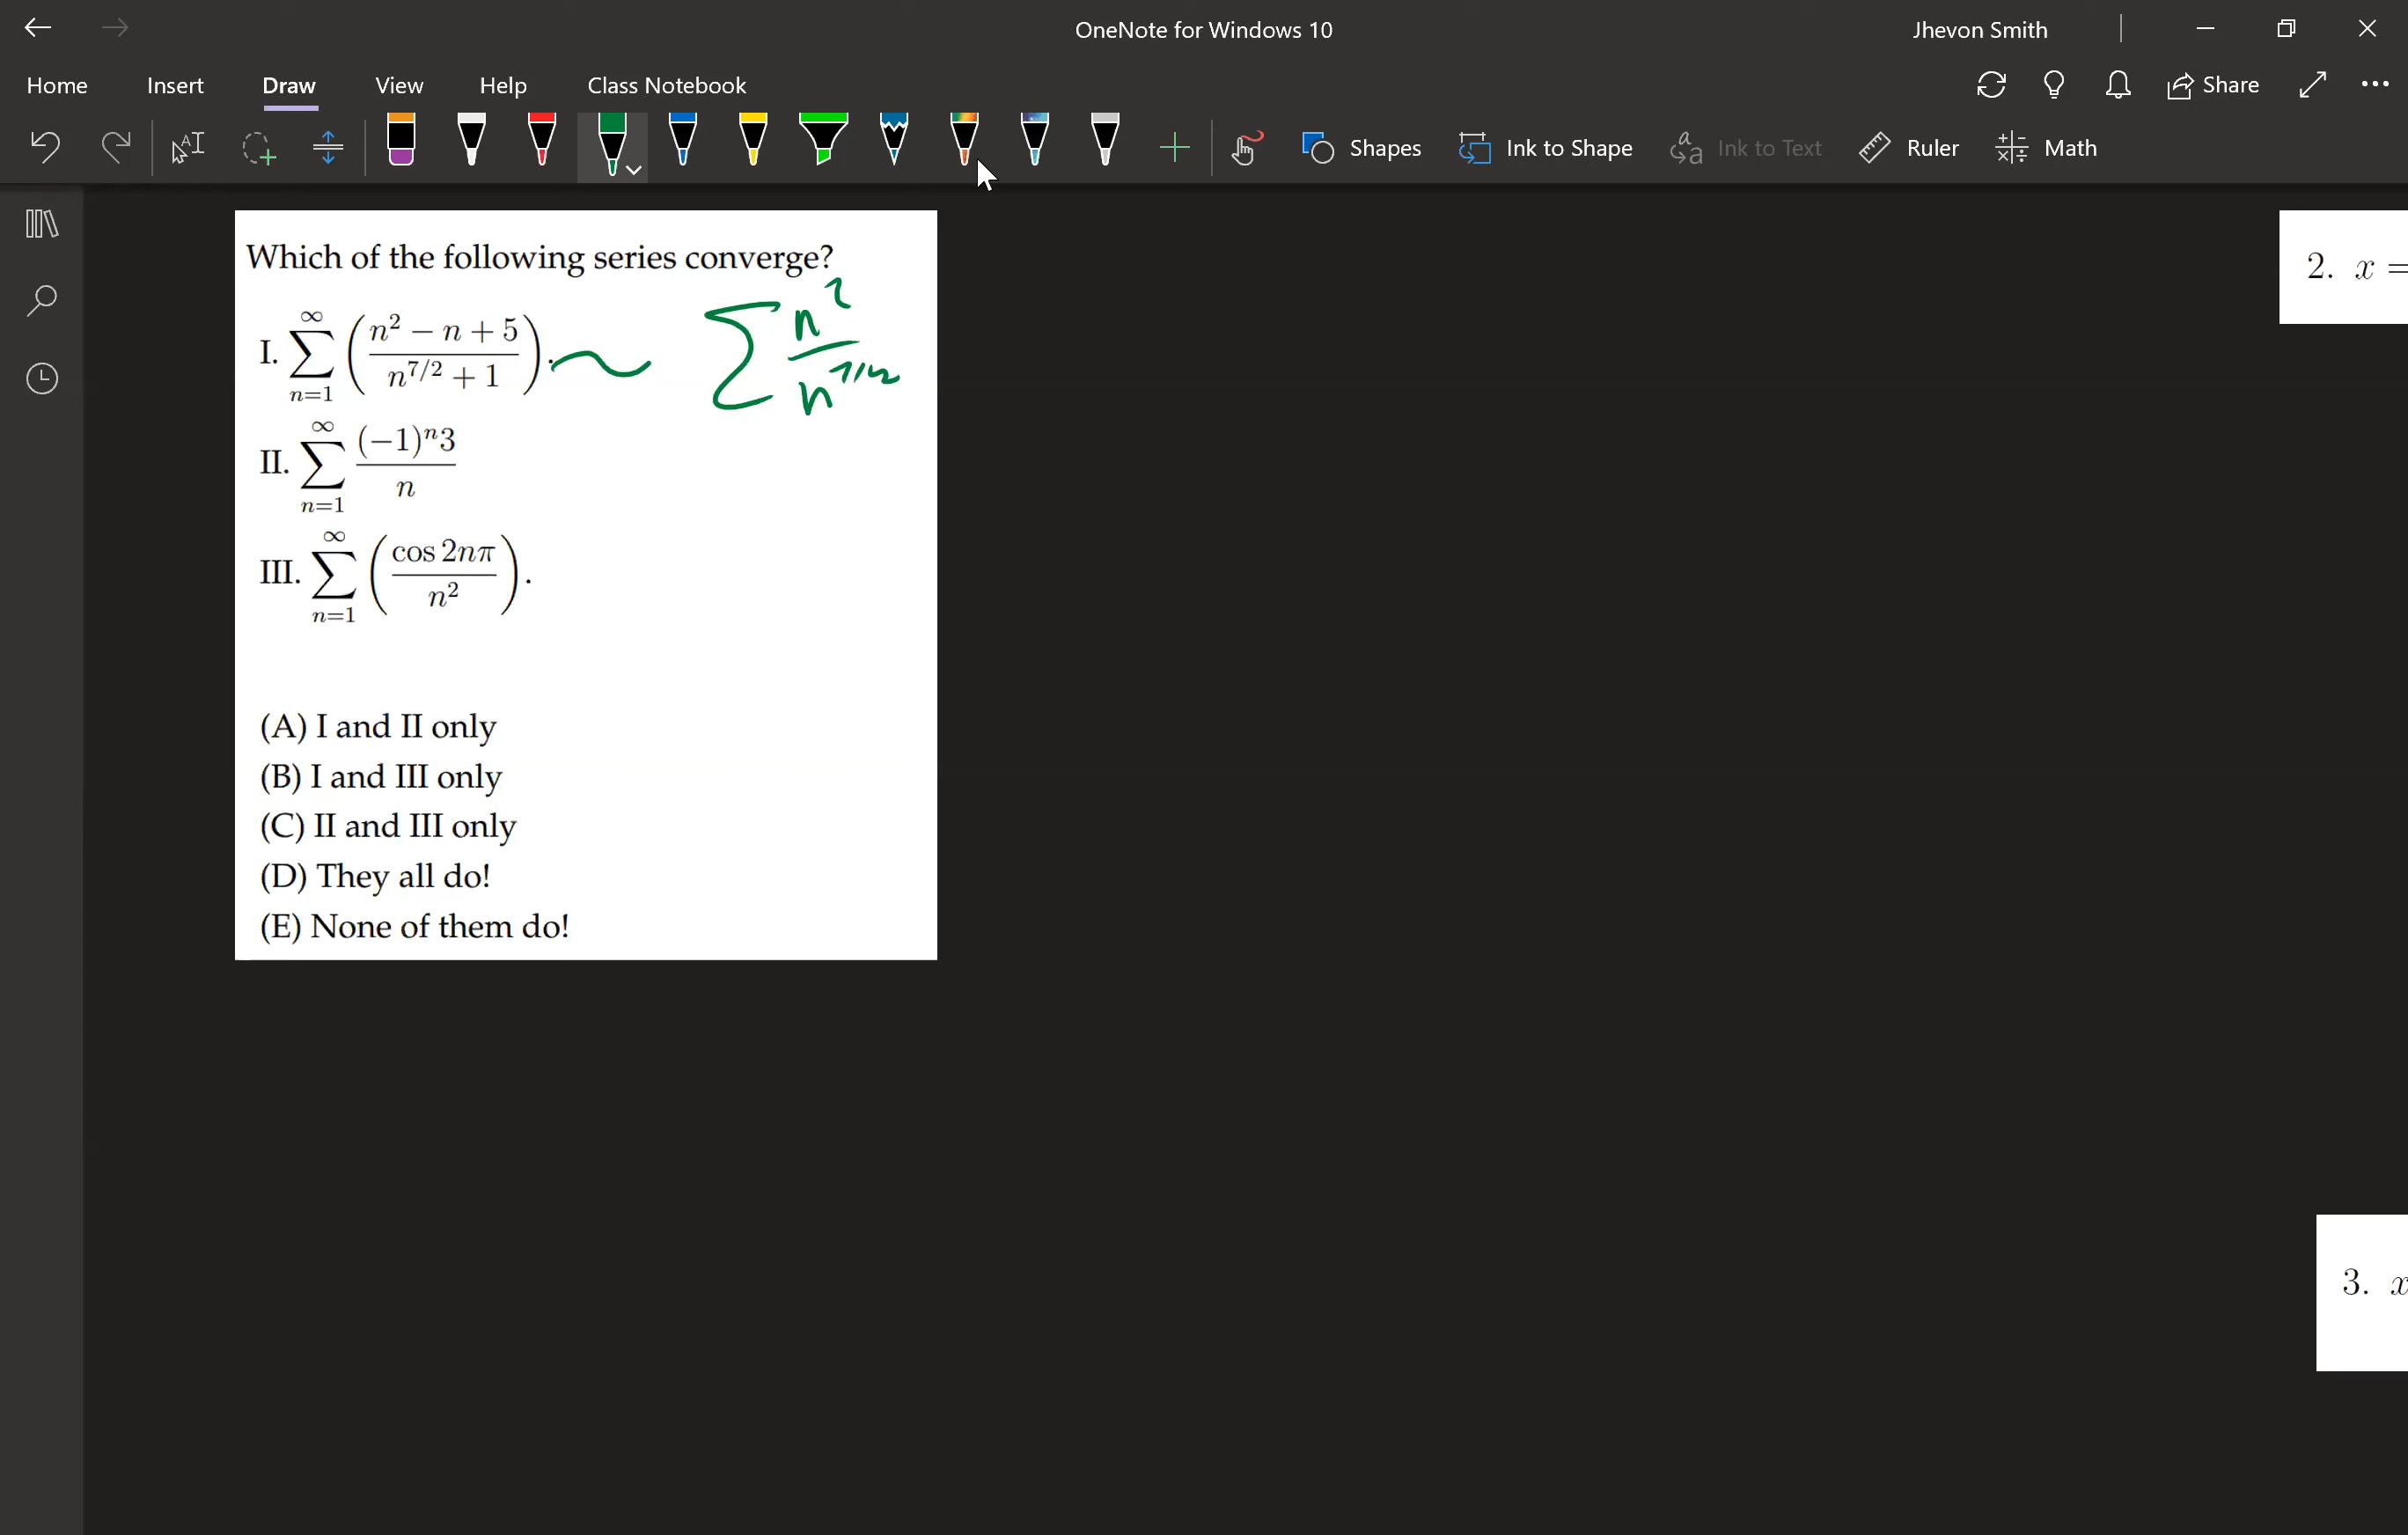 OneNote for Windows 10
Jhevon Smith
Home Insert Draw View Help Class Notebook
Share
Shapes Ink to Shape Ink to Text Ruler Math
Which of the following series converge?
I. ∑_{n=1}^{∞} ((n² − n + 5)/(n^{7/2} + 1)). ~ ∑ n²/n^{7/2}
II. ∑_{n=1}^{∞} (−1)ⁿ3/n
III. ∑_{n=1}^{∞} (cos 2nπ/n²).
(A) I and II only
(B) I and III only
(C) II and III only
(D) They all do!
(E) None of them do!
2. x =
3. x